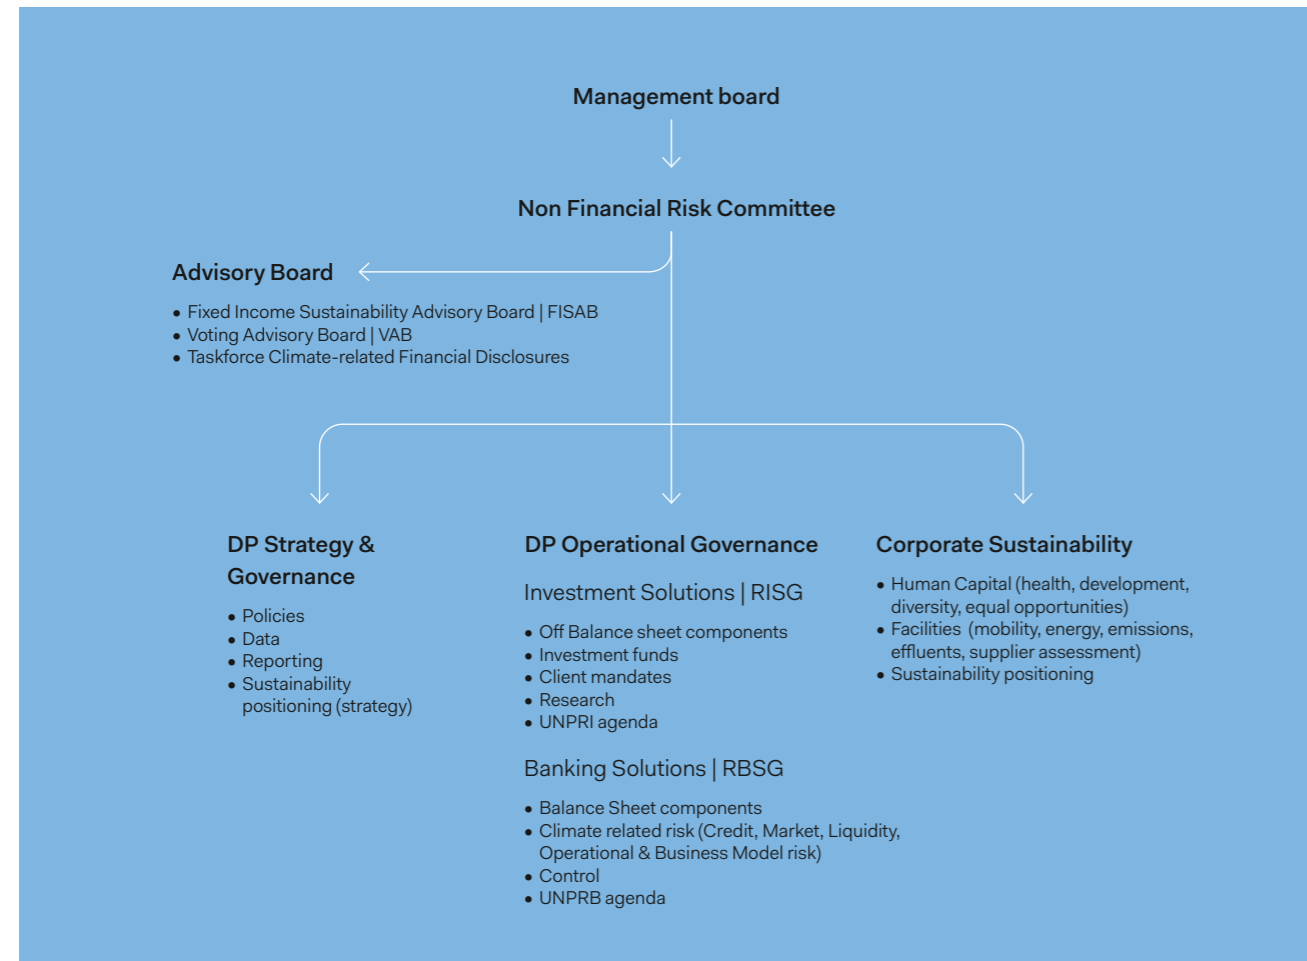 Management board
Non Financial Risk Committee
Advisory Board
• Fixed Income Sustainability Advisory Board | FISAB
• Voting Advisory Board | VAB
• Taskforce Climate-related Financial Disclosures
DP Strategy &
Governance
• Policies
• Data
• Reporting
• Sustainability
positioning (strategy)
DP Operational Governance
Investment Solutions | RISG
• Off Balance sheet components
• Investment funds
• Client mandates
• Research
• UNPRI agenda
Banking Solutions | RBSG
• Balance Sheet components
• Climate related risk (Credit, Market, Liquidity,
Operational & Business Model risk)
• Control
• UNPRB agenda
Corporate Sustainability
• Human Capital (health, development,
diversity, equal opportunities)
• Facilities (mobility, energy, emissions,
effluents, supplier assessment)
• Sustainability positioning